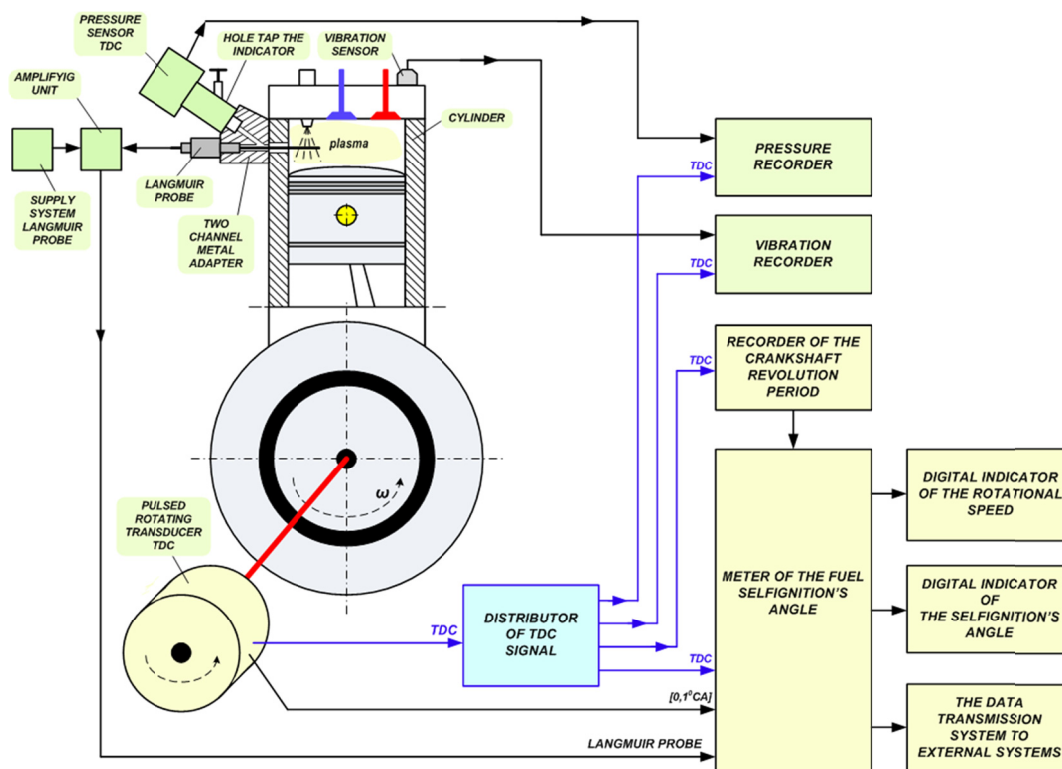 PRESSURE
SENSOR
TDC
HOLE TAP THE
INDICATOR
VIBRATION
SENSOR
AMPLIFYIG
UNIT
CYLINDER
plasma
PRESSURE
RECORDER
TDC
LANGMUIR
PROBE
SUPPLY
SYSTEM
LANGMUIR
PROBE
TWO
CHANNEL
METAL
ADAPTER
VIBRATION
RECORDER
TDC
RECORDER OF THE
CRANKSHAFT
REVOLUTION
PERIOD
TDC
ω
PULSED
ROTATING
TRANSDUCER
TDC
DIGITAL INDICATOR
OF THE ROTATIONAL
SPEED
METER OF THE FUEL
SELFIGNITION'S
ANGLE
DIGITAL INDICATOR
OF
THE SELFIGNITION'S
ANGLE
TDC
DISTRIBUTOR
OF TDC
SIGNAL
TDC
[0,1⁰CA]
LANGMUIR PROBE
THE DATA
TRANSMISSION
SYSTEM TO
EXTERNAL SYSTEMS